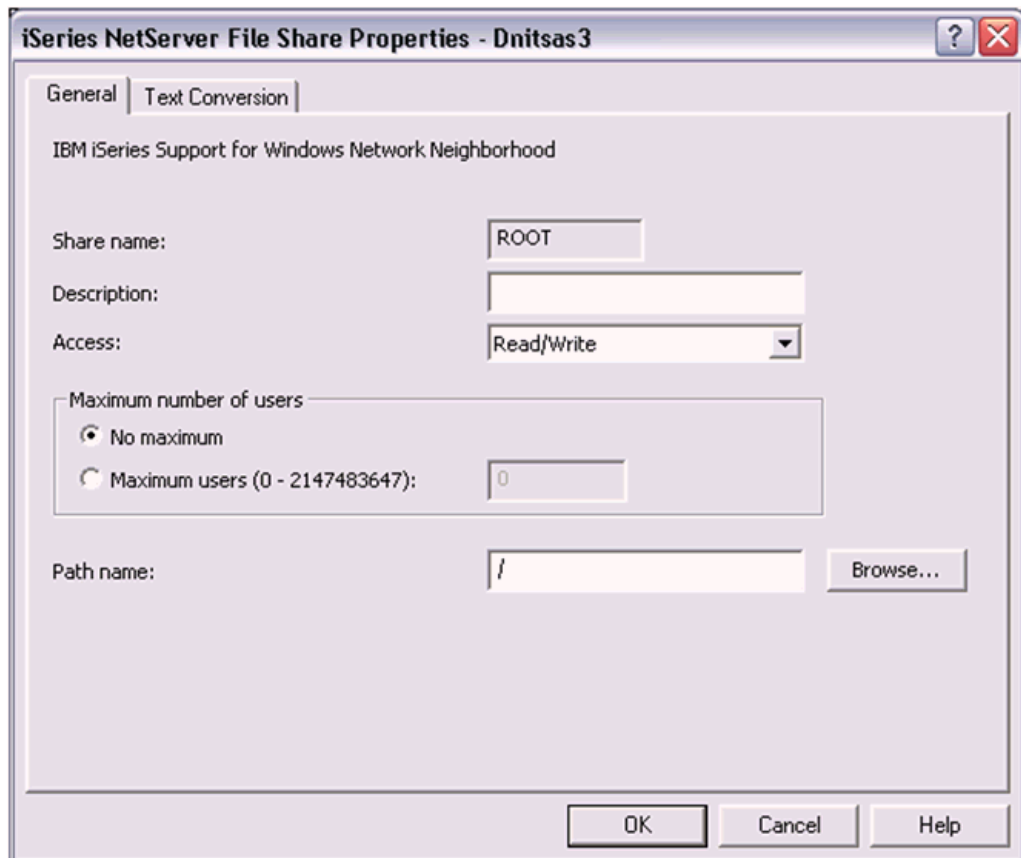 iSeries NetServer File Share Properties - Dnitsas3
General Text Conversion
IBM iSeries Support for Windows Network Neighborhood
Share name: ROOT
Description:
Access: Read/Write
Maximum number of users
No maximum
Maximum users (0 - 2147483647): 0
Path name: / Browse...
OK Cancel Help